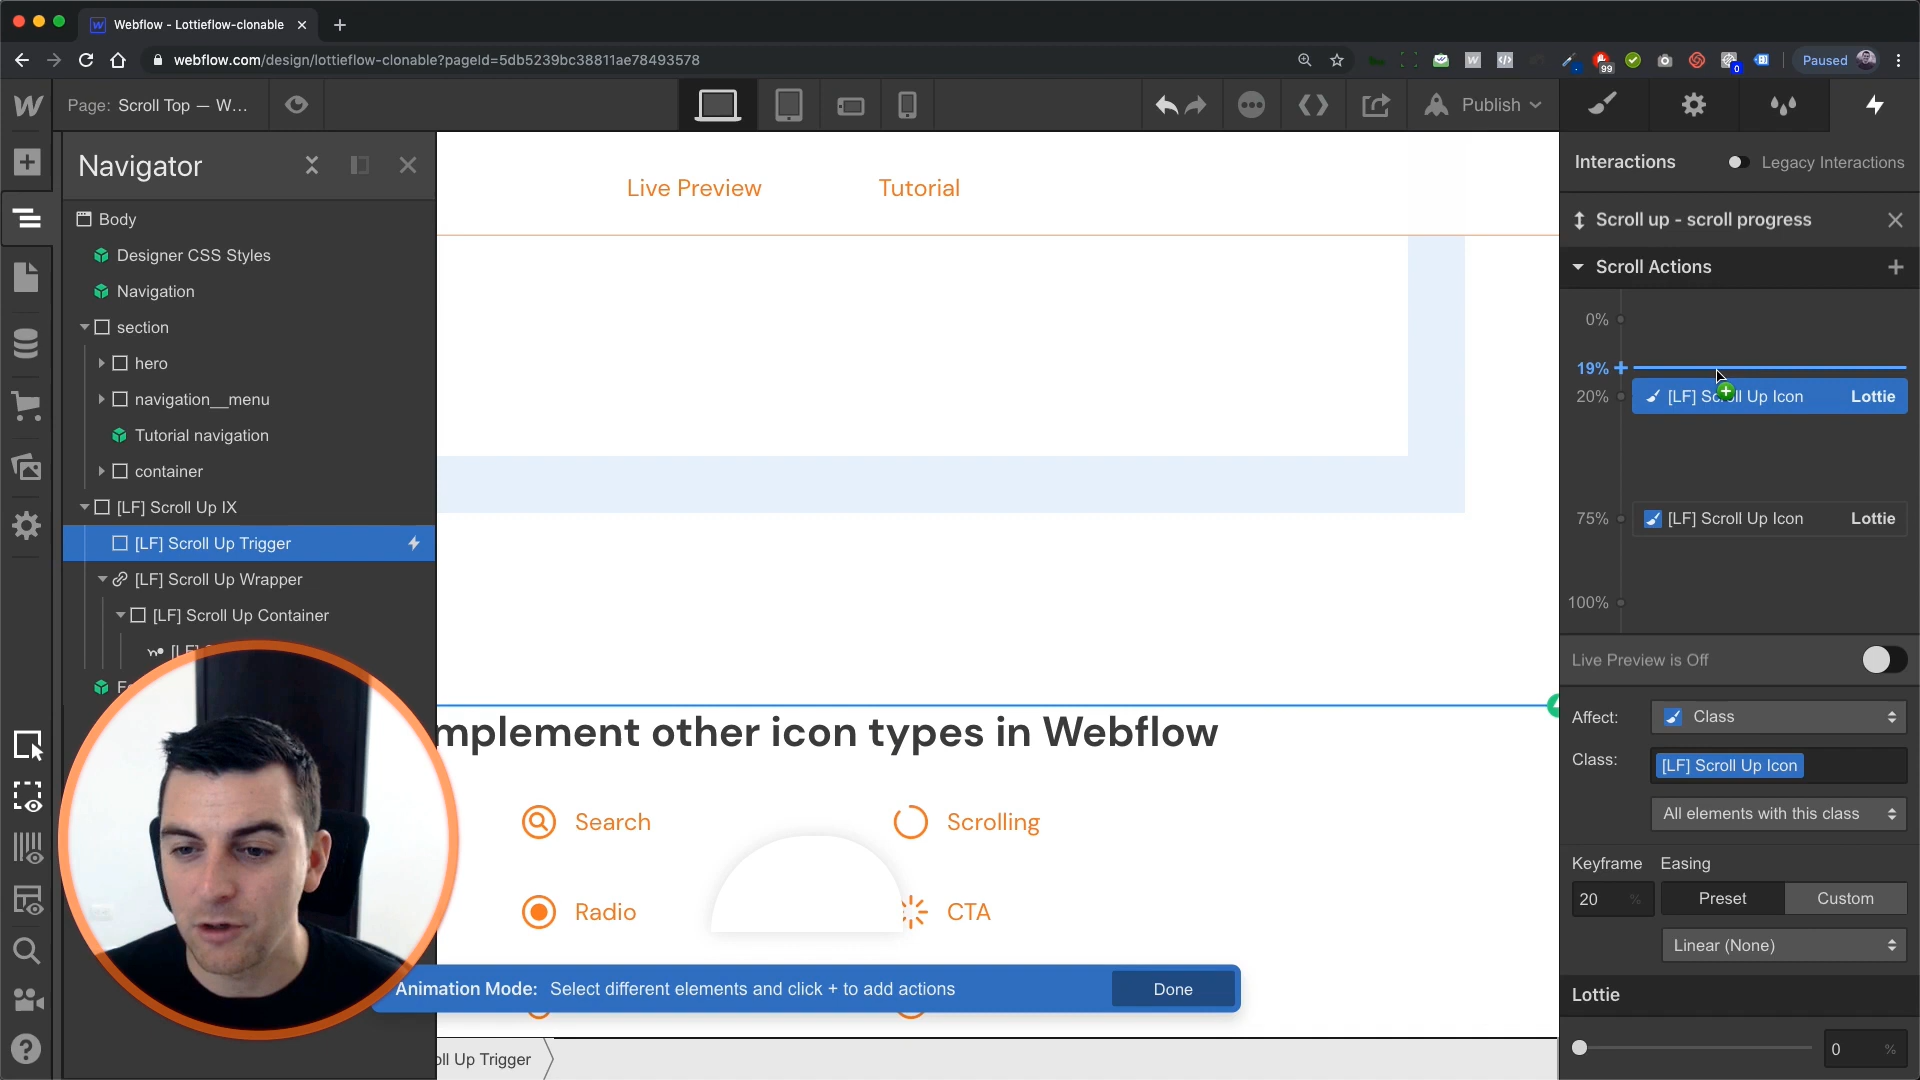 Webflow - Lottieflow-clonable
webflow.com/design/lottieflow-clonable?pageId=5db5239bc38811ae78493578
99
0
Paused
Page: Scroll Top — W...
Publish
Navigator
Body
Designer CSS Styles
Navigation
section
hero
navigation__menu
Tutorial navigation
container
[LF] Scroll Up IX
[LF] Scroll Up Trigger
[LF] Scroll Up Wrapper
[LF] Scroll Up Container
Live Preview
Tutorial
mplement other icon types in Webflow
Search
Scrolling
Radio
CTA
Animation Mode: Select different elements and click + to add actions
Done
oll Up Trigger
Interactions
Legacy Interactions
Scroll up - scroll progress
Scroll Actions
0%
19%
20%
[LF] Scroll Up Icon
Lottie
75%
[LF] Scroll Up Icon
Lottie
100%
Live Preview is Off
Affect:
Class
Class:
[LF] Scroll Up Icon
All elements with this class
Keyframe
Easing
20 %
Preset
Custom
Linear (None)
Lottie
0 %